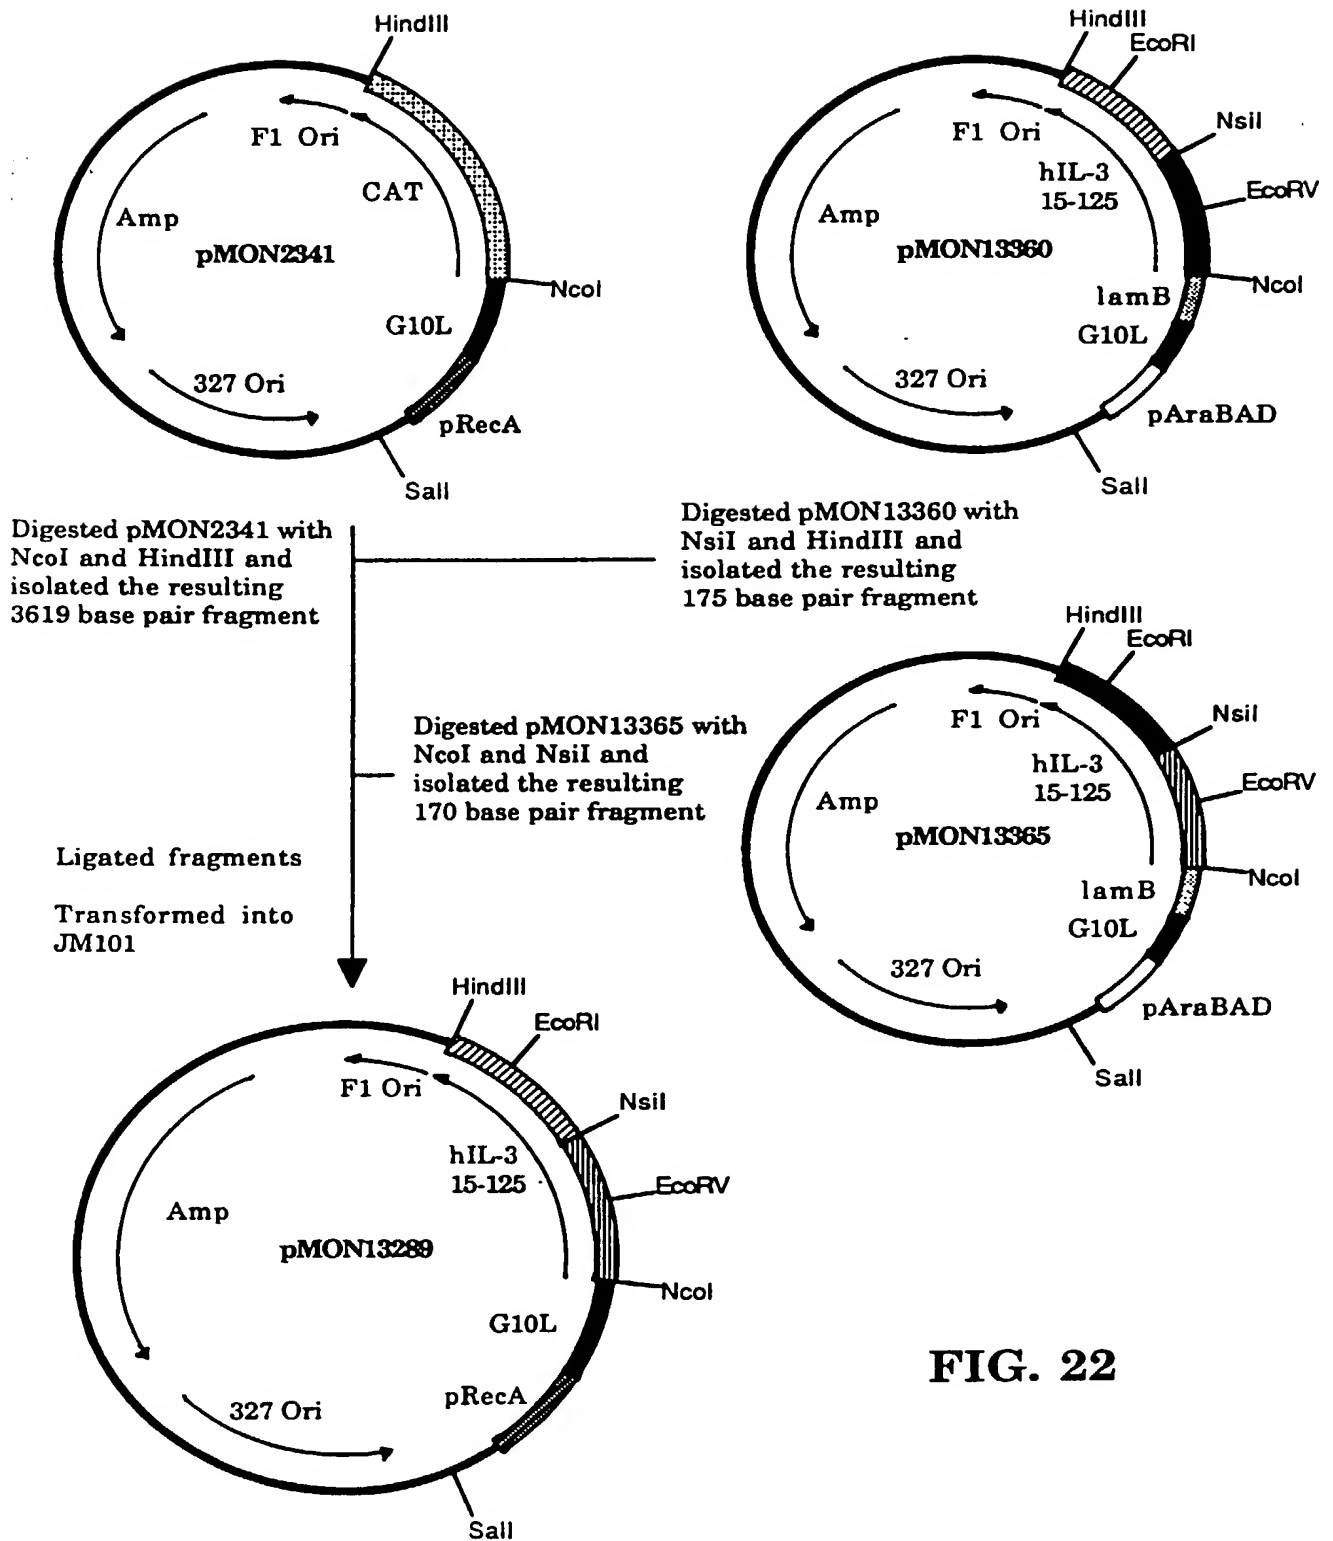 HindIII
F1 Ori
CAT
Amp
pMON2341
NcoI
G10L
327 Ori
pRecA
SalI
HindIII
EcoRI
NsiI
F1 Ori
hIL-3
15-125
EcoRV
Amp
pMON13360
lamB
NcoI
G10L
327 Ori
pAraBAD
SalI
Digested pMON2341 with
NcoI and HindIII and
isolated the resulting
3619 base pair fragment
Digested pMON13360 with
NsiI and HindIII and
isolated the resulting
175 base pair fragment
HindIII
EcoRI
NsiI
F1 Ori
hIL-3
15-125
EcoRV
Amp
pMON13365
NcoI
lamB
G10L
327 Ori
pAraBAD
SalI
Digested pMON13365 with
NcoI and NsiI and
isolated the resulting
170 base pair fragment
Ligated fragments
Transformed into
JM101
HindIII
EcoRI
F1 Ori
NsiI
hIL-3
15-125
EcoRV
Amp
pMON13289
NcoI
G10L
pRecA
327 Ori
SalI
FIG. 22